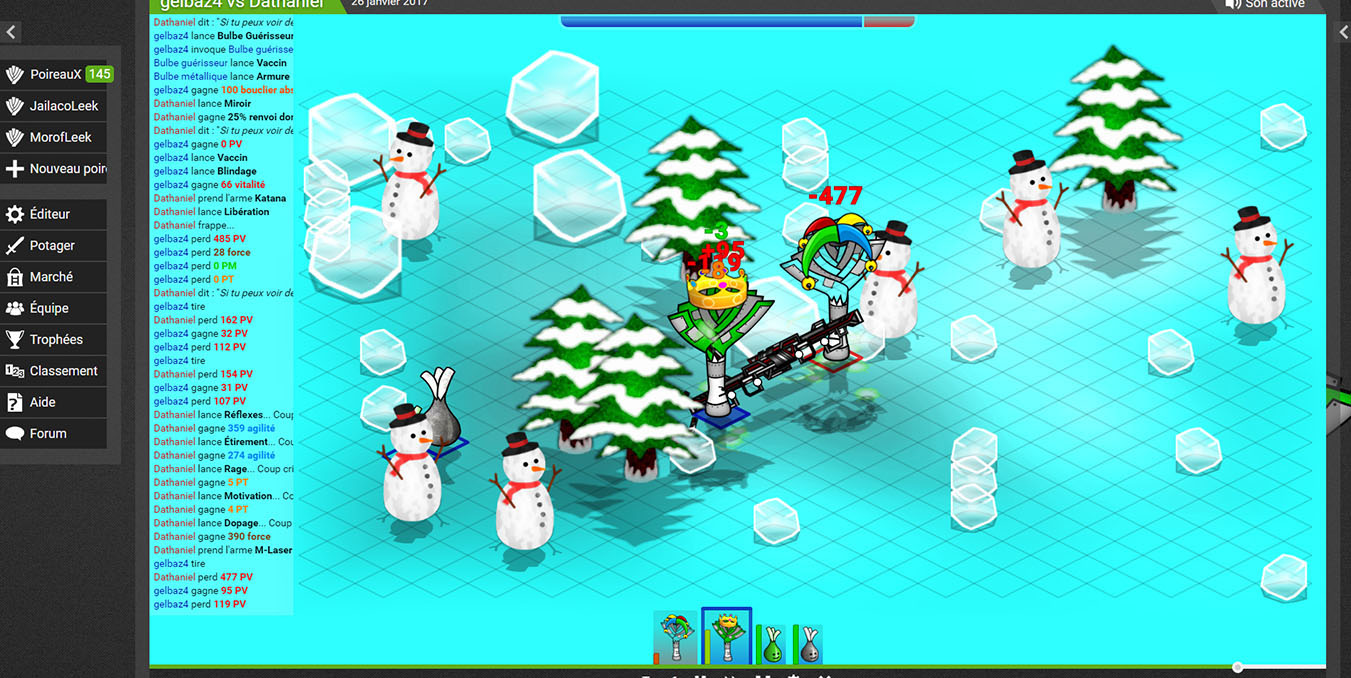 gelbaz4 vs Dathaniel
26 janvier 2017
Son activé
PoireauX 145
JailacoLeek
MorofLeek
Nouveau poire
Éditeur
Potager
Marché
Équipe
Trophées
Classement
Aide
Forum
Dathaniel dit : "Si tu peux voir de
gelbaz4 lance Bulbe Guérisseur
gelbaz4 invoque Bulbe guérisse
Bulbe guérisseur lance Vaccin
Bulbe métallique lance Armure
gelbaz4 gagne 100 bouclier abs
Dathaniel lance Miroir
Dathaniel gagne 25% renvoi dom
Dathaniel dit : "Si tu peux voir de
gelbaz4 gagne 0 PV
gelbaz4 lance Vaccin
gelbaz4 lance Blindage
gelbaz4 gagne 66 vitalité
Dathaniel prend l'arme Katana
Dathaniel lance Libération
Dathaniel frappe...
gelbaz4 perd 485 PV
gelbaz4 perd 28 force
gelbaz4 perd 0 PM
gelbaz4 perd 0 PT
Dathaniel dit : "Si tu peux voir de
gelbaz4 tire
Dathaniel perd 162 PV
gelbaz4 gagne 32 PV
gelbaz4 perd 112 PV
gelbaz4 tire
Dathaniel perd 154 PV
gelbaz4 gagne 31 PV
gelbaz4 perd 107 PV
Dathaniel lance Réflexes... Coup
Dathaniel gagne 359 agilité
Dathaniel lance Étirement... Cou
Dathaniel gagne 274 agilité
Dathaniel lance Rage... Coup cri
Dathaniel gagne 5 PT
Dathaniel lance Motivation... Co
Dathaniel gagne 4 PT
Dathaniel lance Dopage... Coup
Dathaniel gagne 390 force
Dathaniel prend l'arme M-Laser
gelbaz4 tire
Dathaniel perd 477 PV
gelbaz4 gagne 95 PV
gelbaz4 perd 119 PV
-477
-3
+95